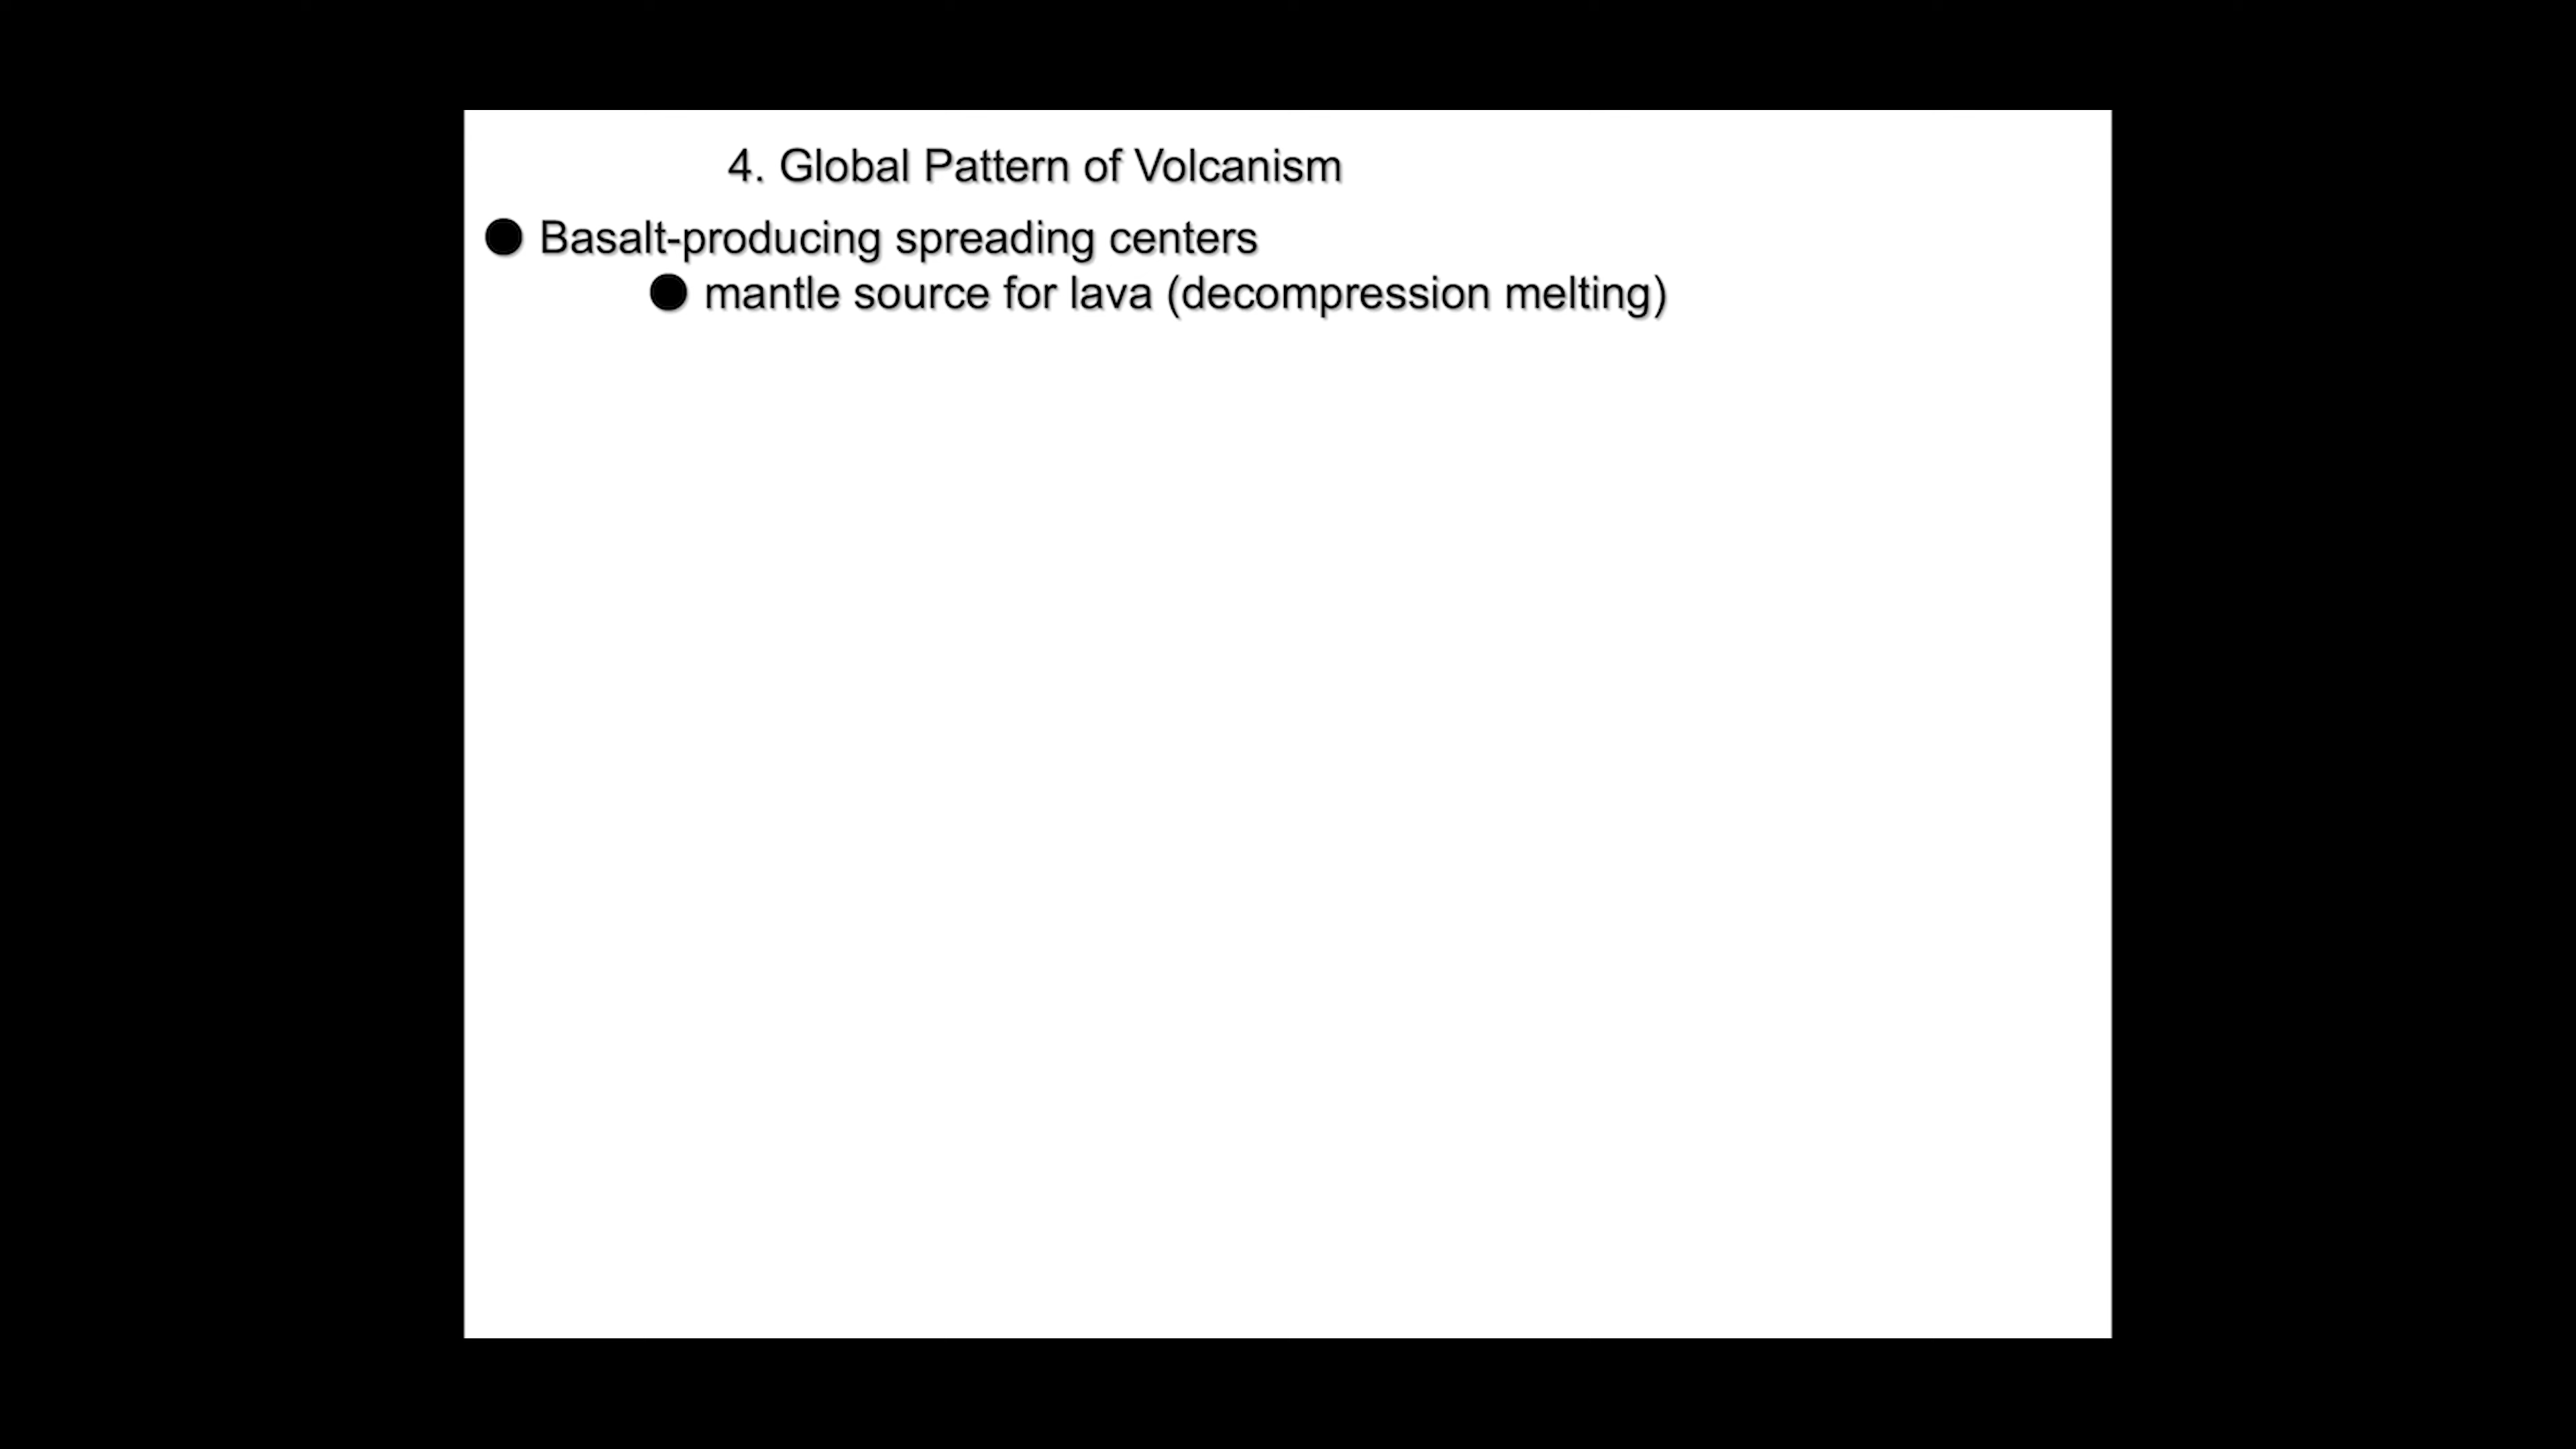 4. Global Pattern of Volcanism
● Basalt-producing spreading centers
● mantle source for lava (decompression melting)